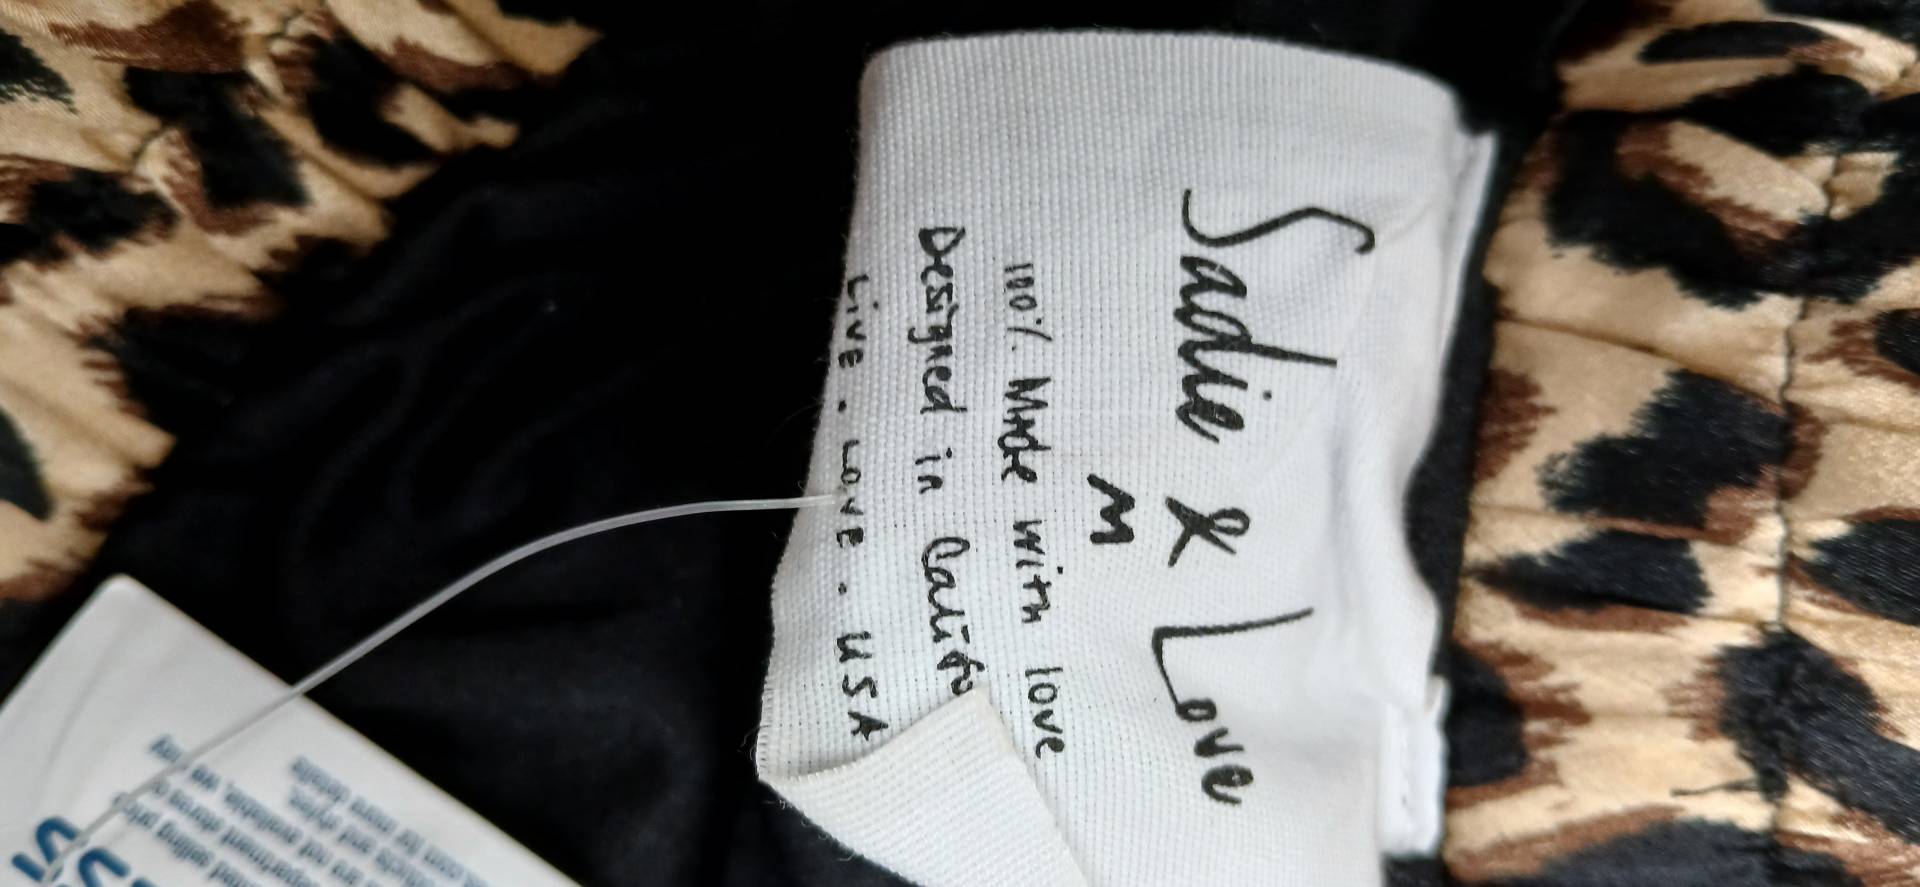 Sadie & Love
M
100% Made with love
Designed in Califo
Live . Love . USA